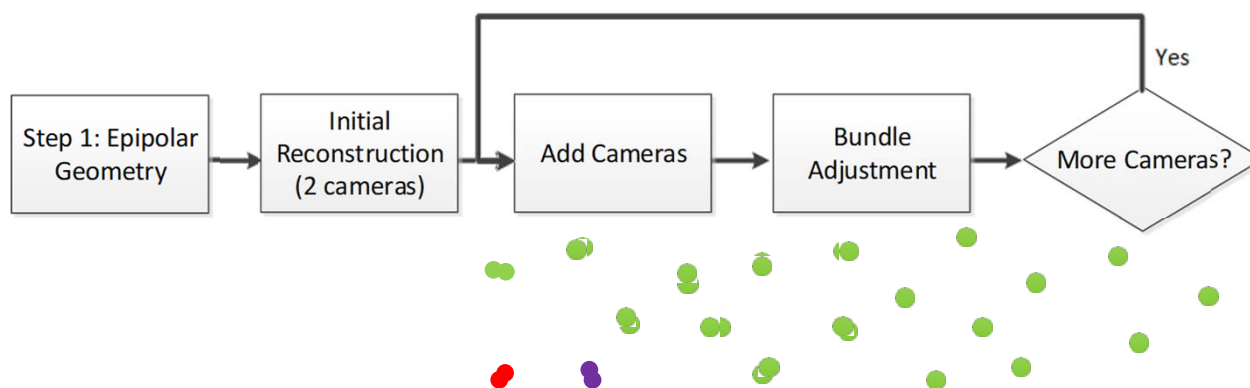 Yes
Step 1: Epipolar
Geometry
Initial
Reconstruction
(2 cameras)
Add Cameras
Bundle
Adjustment
More Cameras?